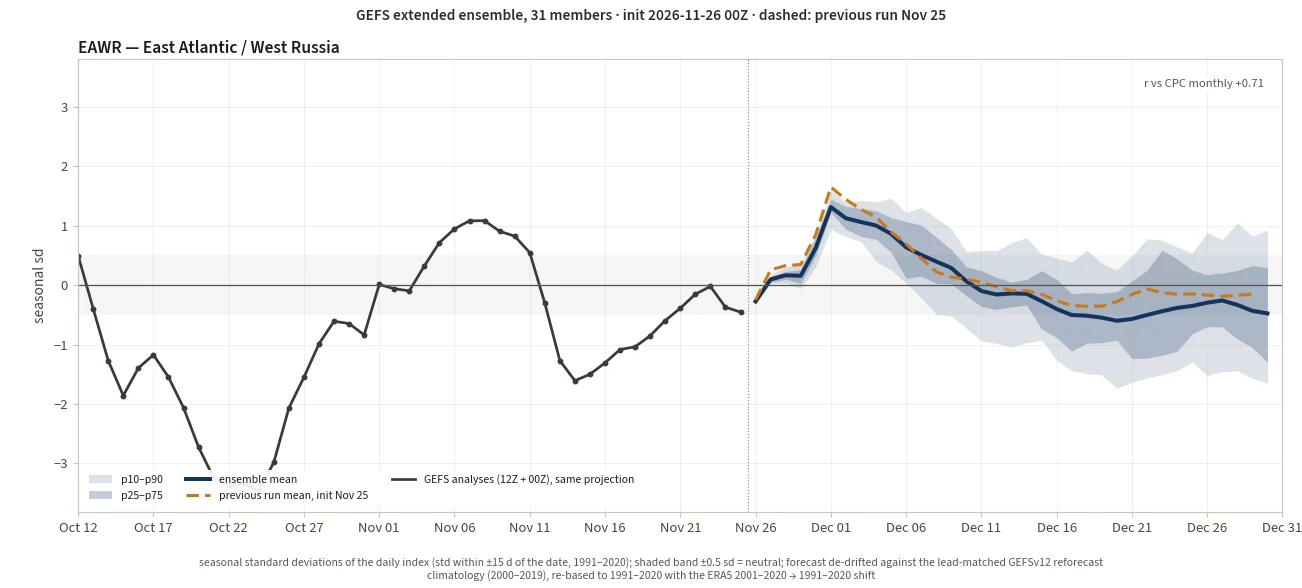 GEFS extended ensemble, 31 members · init 2026-11-26 00Z · dashed: previous run Nov 25
EAWR — East Atlantic / West Russia
r vs CPC monthly +0.71
seasonal sd
3
2
1
0
−1
−2
−3
p10–p90
ensemble mean
GEFS analyses (12Z + 00Z), same projection
p25–p75
previous run mean, init Nov 25
Oct 12
Oct 17
Oct 22
Oct 27
Nov 01
Nov 06
Nov 11
Nov 16
Nov 21
Nov 26
Dec 01
Dec 06
Dec 11
Dec 16
Dec 21
Dec 26
Dec 31
seasonal standard deviations of the daily index (std within ±15 d of the date, 1991–2020); shaded band ±0.5 sd = neutral; forecast de-drifted against the lead-matched GEFSv12 reforecast
climatology (2000–2019), re-based to 1991–2020 with the ERA5 2001–2020 → 1991–2020 shift